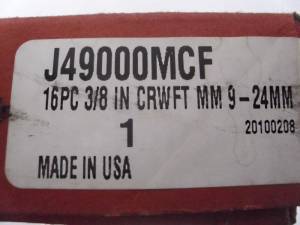 J49000MCF
16PC 3/8 IN CRWFT MM 9-24MM
1
20100208
MADE IN USA